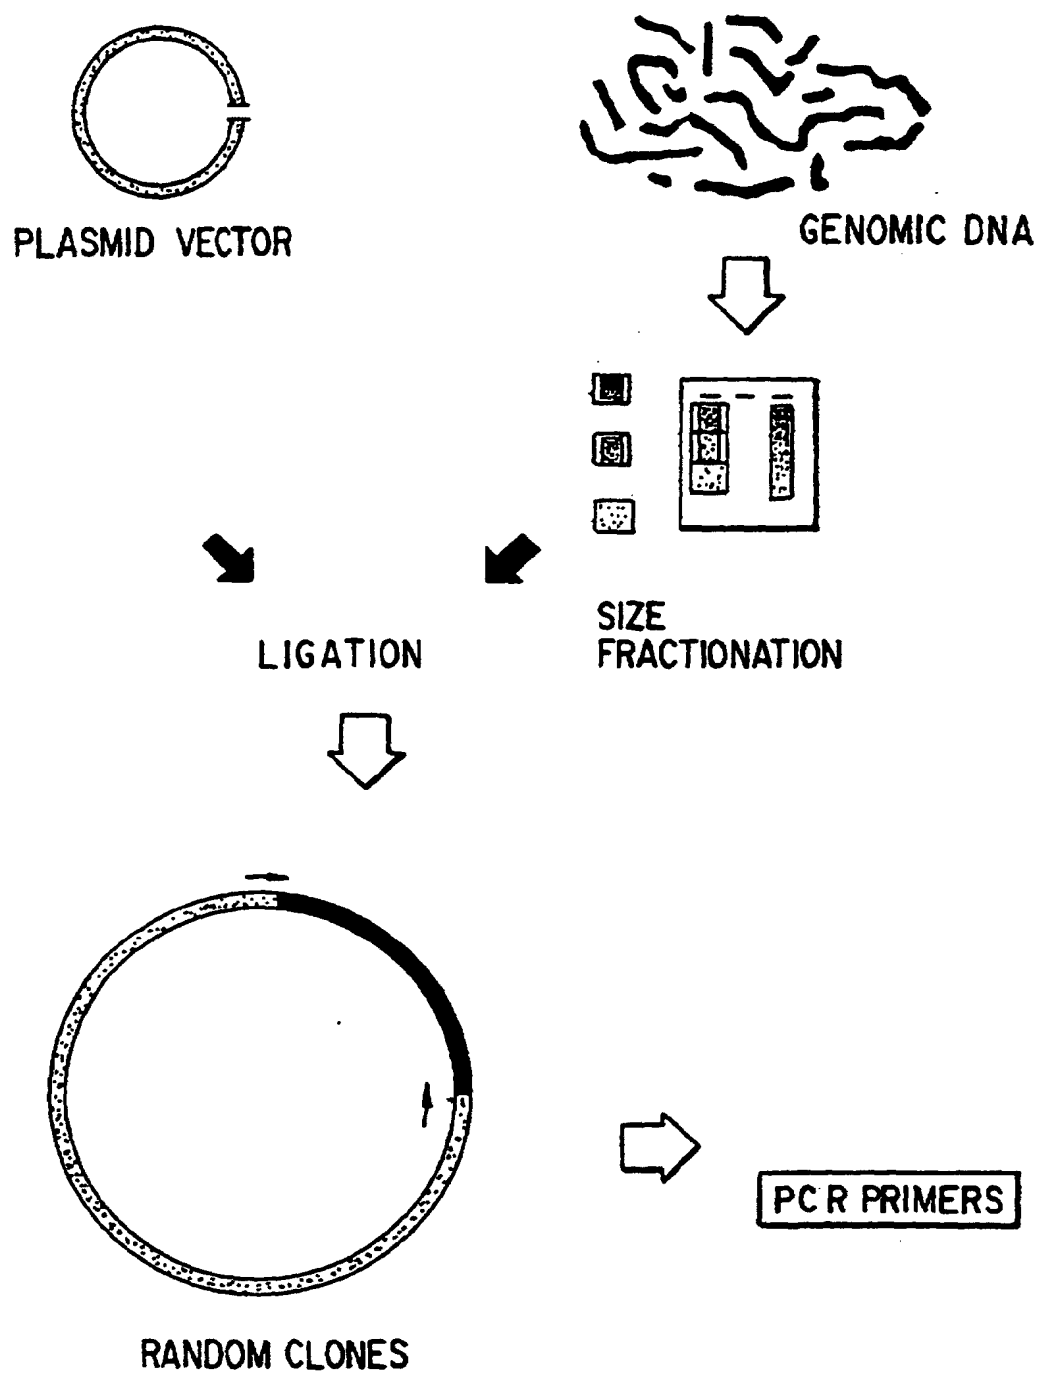 PLASMID VECTOR
GENOMIC DNA
SIZE
FRACTIONATION
LIGATION
PCR PRIMERS
RANDOM CLONES